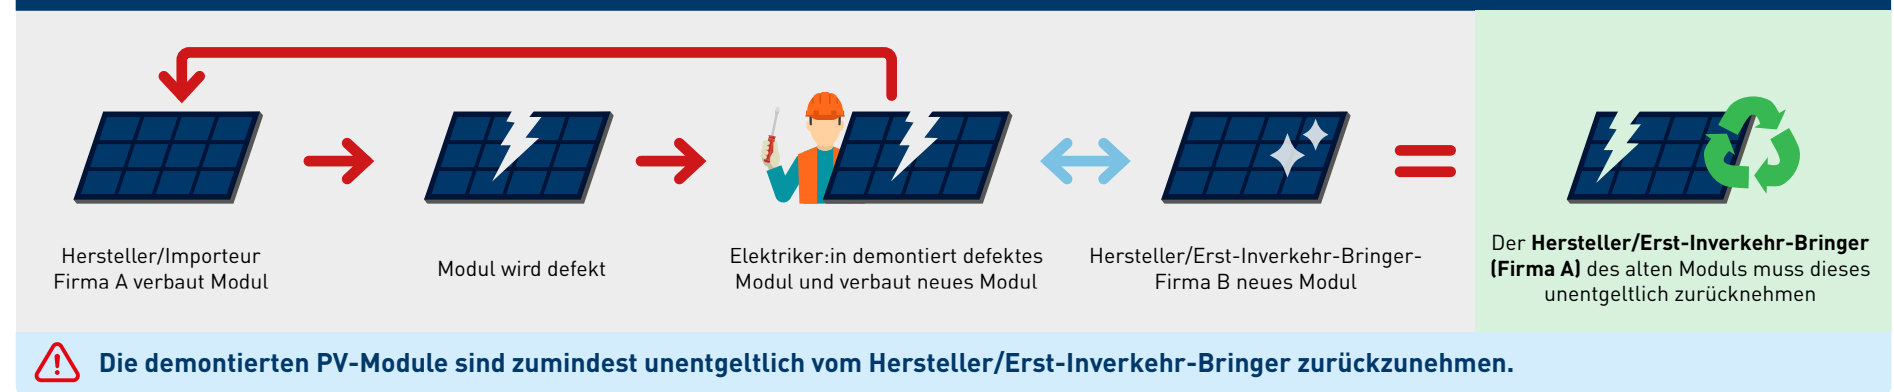 Hersteller/Importeur
Firma A verbaut Modul
Modul wird defekt
Elektriker:in demontiert defektes
Modul und verbaut neues Modul
Hersteller/Erst-Inverkehr-Bringer-
Firma B neues Modul
Der Hersteller/Erst-Inverkehr-Bringer
(Firma A) des alten Moduls muss dieses
unentgeltlich zurücknehmen
Die demontierten PV-Module sind zumindest unentgeltlich vom Hersteller/Erst-Inverkehr-Bringer zurückzunehmen.